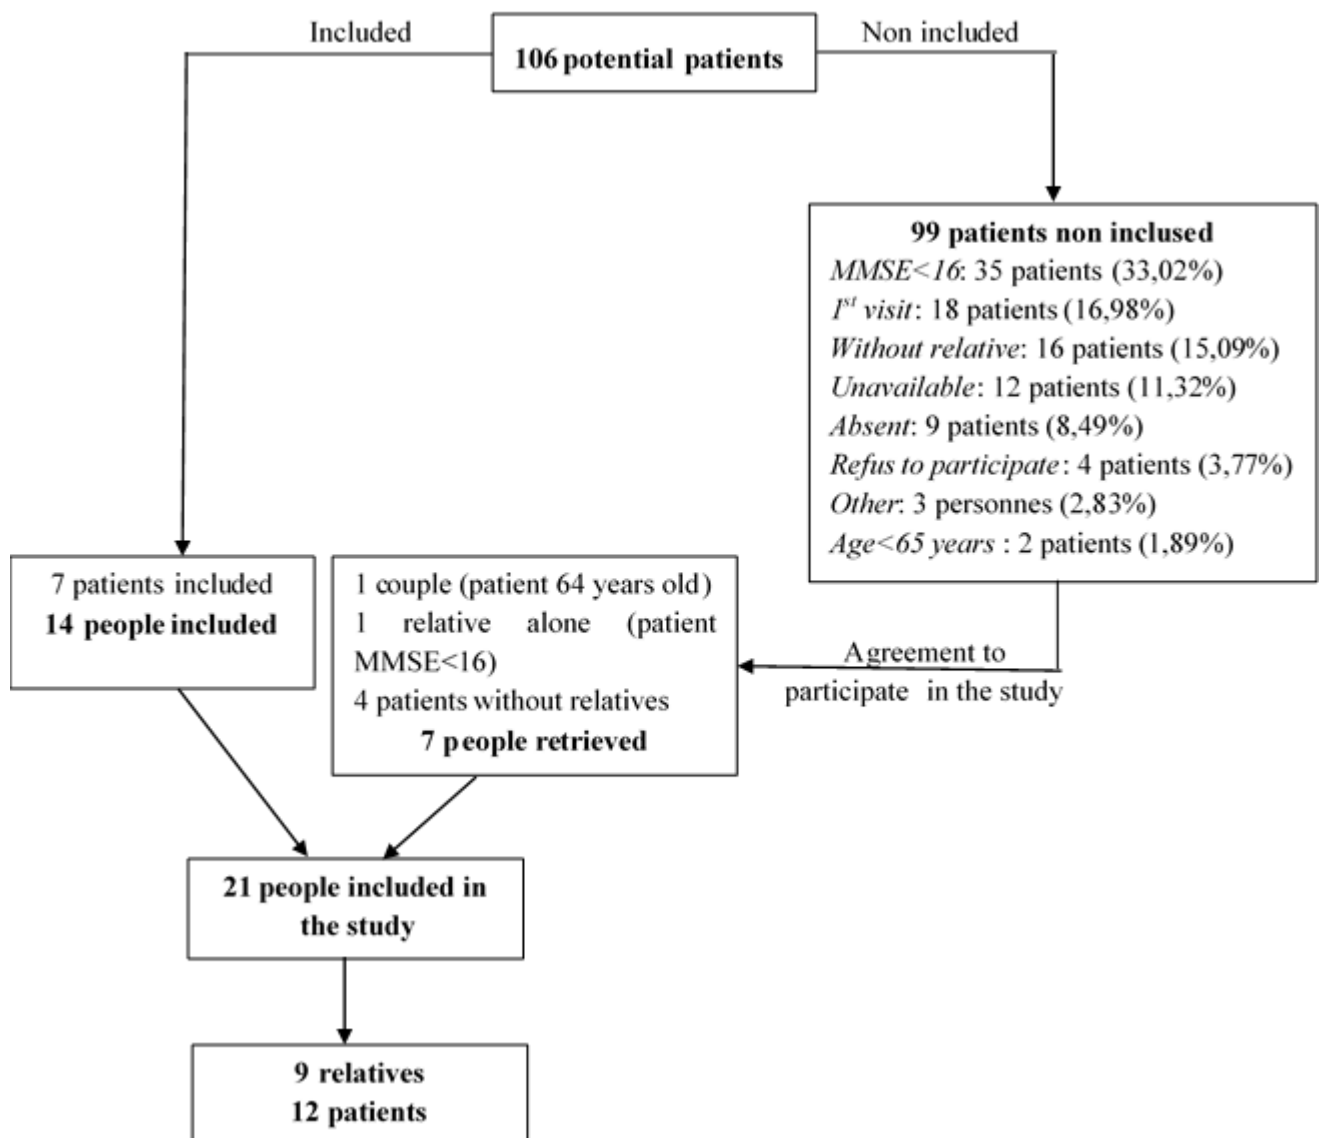 Included
106 potential patients
Non included
99 patients non inclused
MMSE<16: 35 patients (33,02%)
1st visit: 18 patients (16,98%)
Without relative: 16 patients (15,09%)
Unavailable: 12 patients (11,32%)
Absent: 9 patients (8,49%)
Refus to participate: 4 patients (3,77%)
Other: 3 personnes (2,83%)
Age<65 years : 2 patients (1,89%)
7 patients included
14 people included
1 couple (patient 64 years old)
1 relative alone (patient
MMSE<16)
4 patients without relatives
7 people retrieved
Agreement to
participate in the study
21 people included in
the study
9 relatives
12 patients